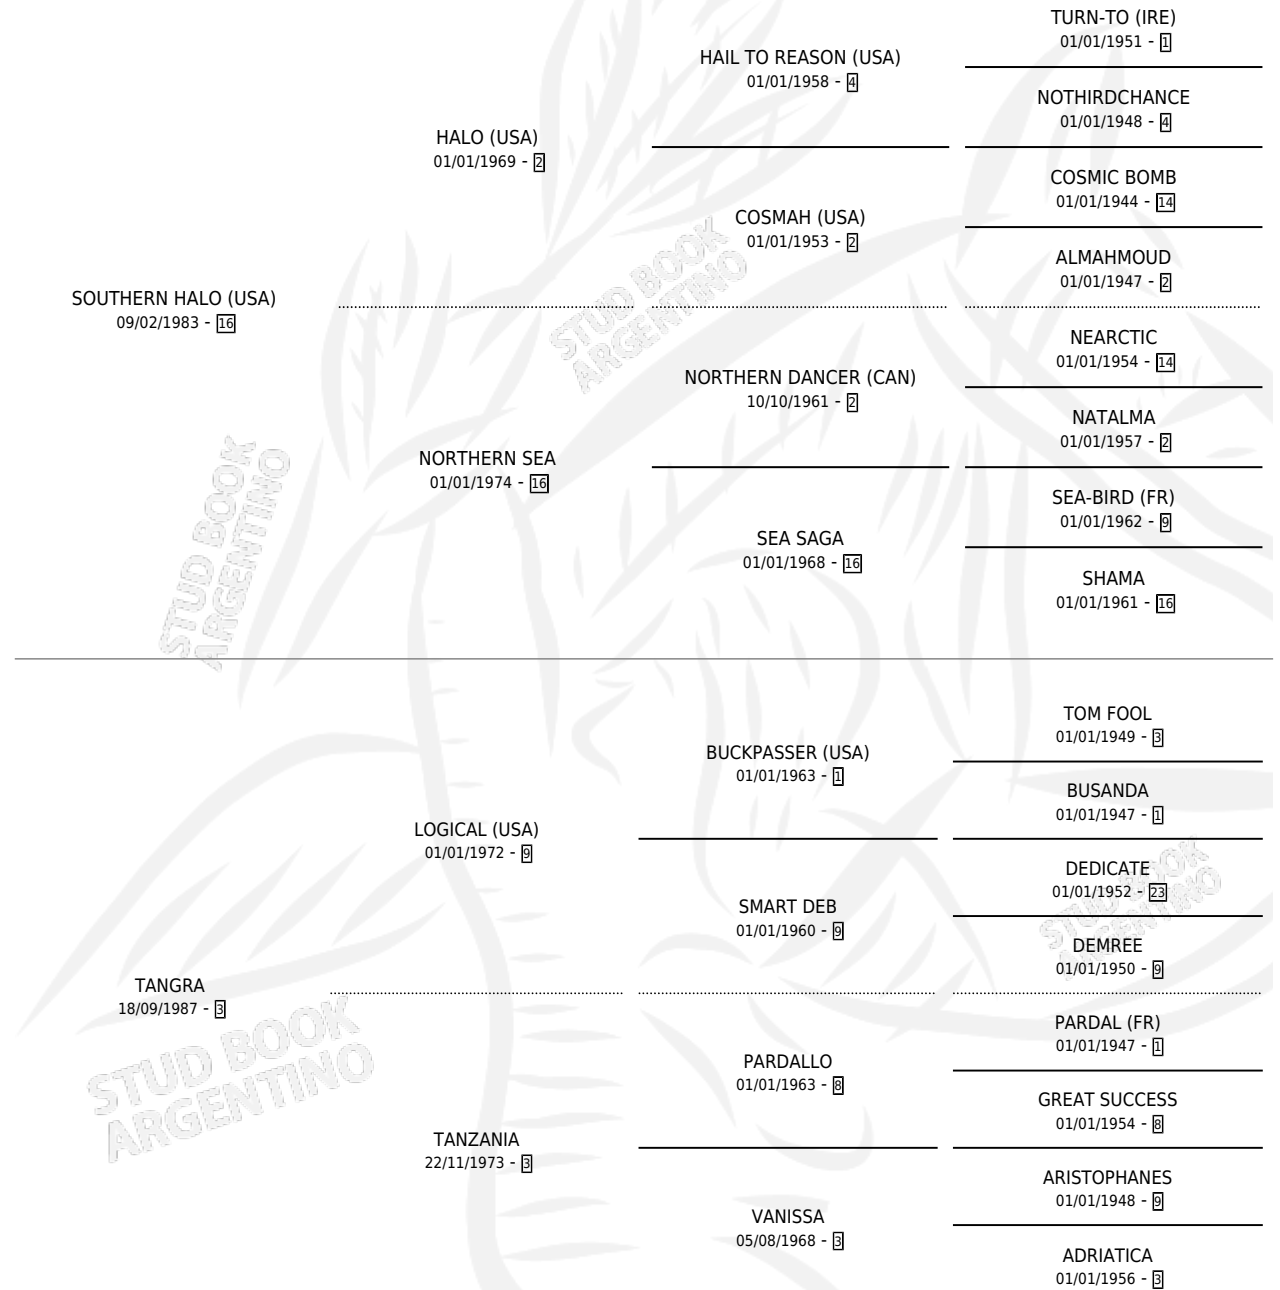 TURN-TO (IRE)
01/01/1951 - 1
HAIL TO REASON (USA)
01/01/1958 - 4
NOTHIRDCHANCE
01/01/1948 - 4
HALO (USA)
01/01/1969 - 2
COSMIC BOMB
01/01/1944 - 14
COSMAH (USA)
01/01/1953 - 2
ALMAHMOUD
01/01/1947 - 2
SOUTHERN HALO (USA)
09/02/1983 - 16
STUD BOOK
ARGENTINO
NEARCTIC
01/01/1954 - 14
NORTHERN DANCER (CAN)
10/10/1961 - 2
NATALMA
01/01/1957 - 2
NORTHERN SEA
01/01/1974 - 16
SEA-BIRD (FR)
01/01/1962 - 9
SEA SAGA
01/01/1968 - 16
SHAMA
01/01/1961 - 16
STUD BOOK
ARGENTINO
TOM FOOL
01/01/1949 - 3
BUCKPASSER (USA)
01/01/1963 - 1
BUSANDA
01/01/1947 - 1
LOGICAL (USA)
01/01/1972 - 9
DEDICATE
01/01/1952 - 23
SMART DEB
01/01/1960 - 9
STUD BOOK
ARGENTINO
DEMREE
01/01/1950 - 9
TANGRA
18/09/1987 - 3
PARDAL (FR)
01/01/1947 - 1
STUD BOOK
ARGENTINO
PARDALLO
01/01/1963 - 8
GREAT SUCCESS
01/01/1954 - 8
TANZANIA
22/11/1973 - 3
ARISTOPHANES
01/01/1948 - 9
VANISSA
05/08/1968 - 3
ADRIATICA
01/01/1956 - 3